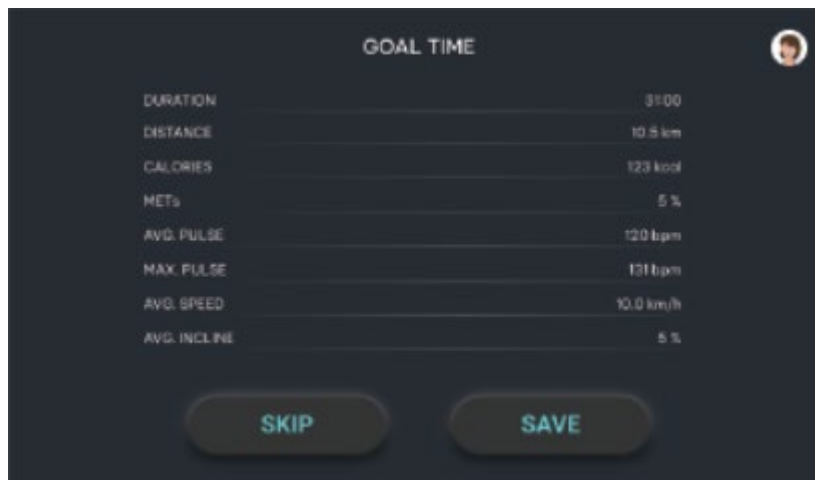 GOAL TIME
DURATION 31:00
DISTANCE 10.5 km
CALORIES 123 kcal
METs 5 %
AVG. PULSE 120 bpm
MAX. PULSE 131 bpm
AVG. SPEED 10.0 km/h
AVG. INCLINE 5 %
SKIP SAVE